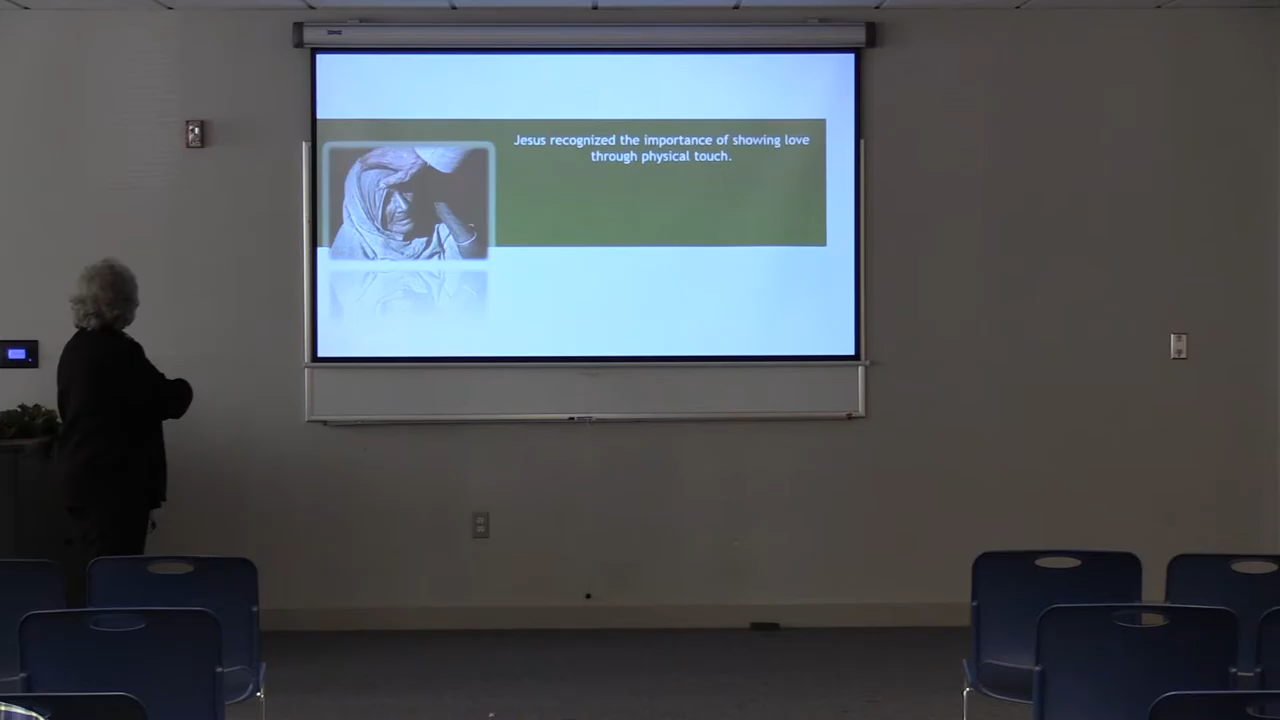 Jesus recognized the importance of showing love
through physical touch.